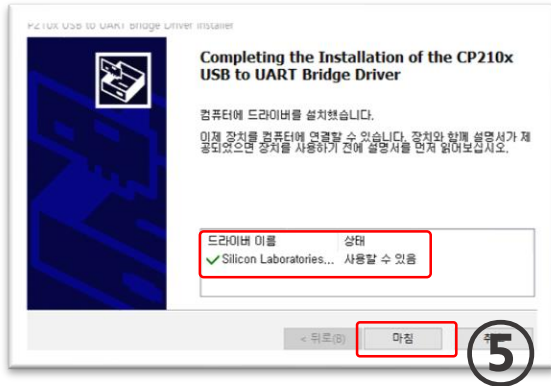 CP210x USB to UART Bridge Driver Installer
Completing the Installation of the CP210x
USB to UART Bridge Driver
컴퓨터에 드라이버를 설치했습니다.
이제 장치를 컴퓨터에 연결할 수 있습니다. 장치와 함께 설명서가 제
공되었으면 장치를 사용하기 전에 설명서를 먼저 읽어보십시오.
드라이버 이름 상태
✓ Silicon Laboratories... 사용할 수 있음
< 뒤로(B) 마침
5